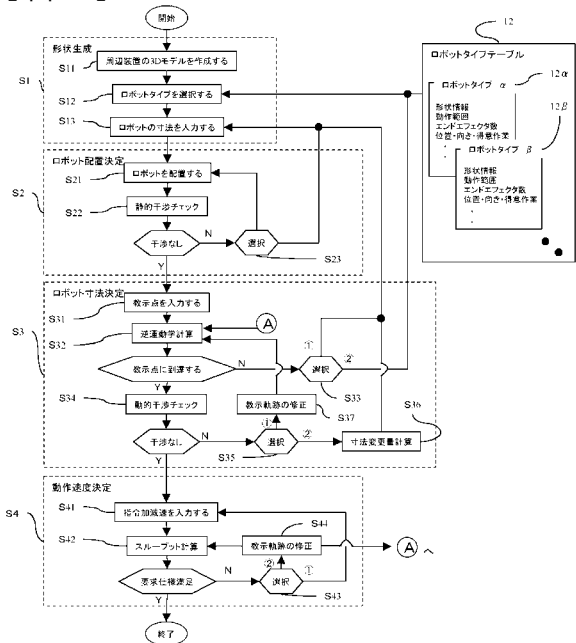 開始
形状生成
S1
S11
周辺装置の3Dモデルを作成する
S12
ロボットタイプを選択する
S13
ロボットの寸法を入力する
12
ロボットタイプテーブル
ロボットタイプ α
12α
形状情報
動作範囲
エンドエフェクタ数
位置・向き・得意作業
・
・
ロボットタイプ β
12β
形状情報
動作範囲
エンドエフェクタ数
位置・向き・得意作業
・
・
ロボット配置決定
S2
S21
ロボットを配置する
S22
静的干渉チェック
干渉なし
N
選択
S23
Y
ロボット寸法決定
S3
S31
教示点を入力する
S32
逆運動学計算
A
教示点に到達する
N
①
選択
②
S33
Y
S34
動的干渉チェック
教示軌跡の修正
S37
S36
干渉なし
N
①
選択
②
寸法変更量計算
S35
Y
動作速度決定
S4
S41
指令加減速を入力する
S44
S42
スループット計算
教示軌跡の修正
A へ
要求仕様満足
N
②
選択
①
S43
Y
終了